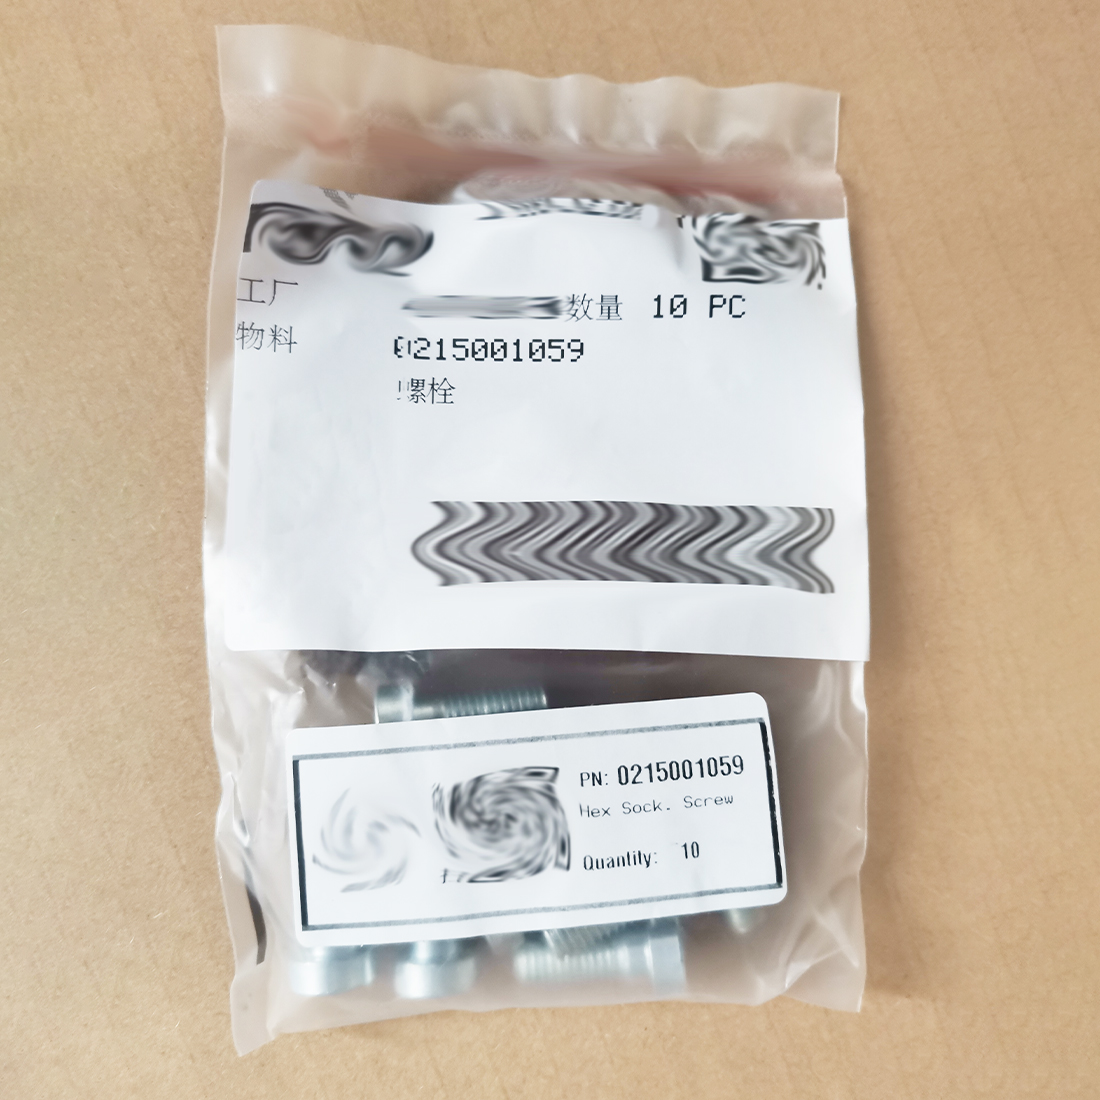 工厂
数量 10 PC
物料 0215001059
螺栓
PN: 0215001059
Hex Sock. Screw
Quantity: 10